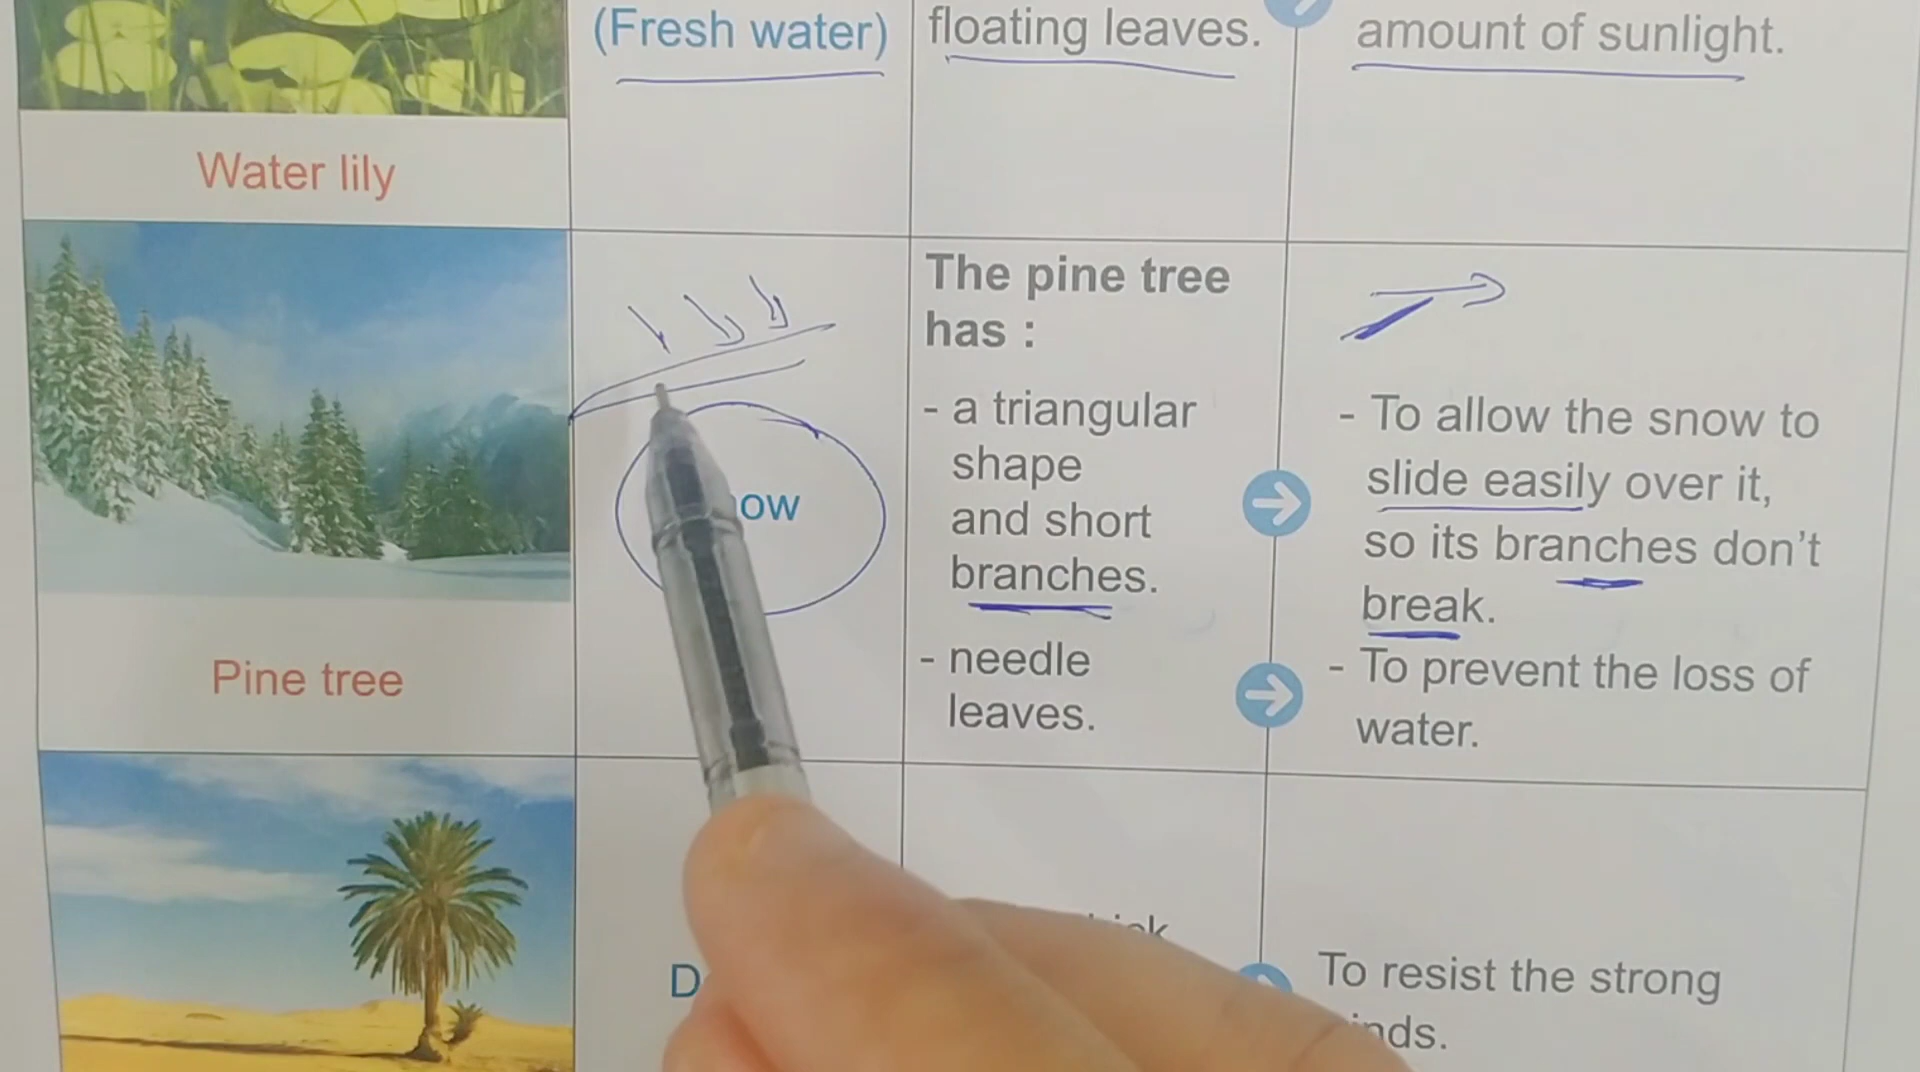 (Fresh water)
floating leaves.
amount of sunlight.
Water lily
Pine tree
The pine tree
has :
- a triangular
shape
and short
branches.
- needle
leaves.
- To allow the snow to
slide easily over it,
so its branches don't
break.
- To prevent the loss of
water.
To resist the strong